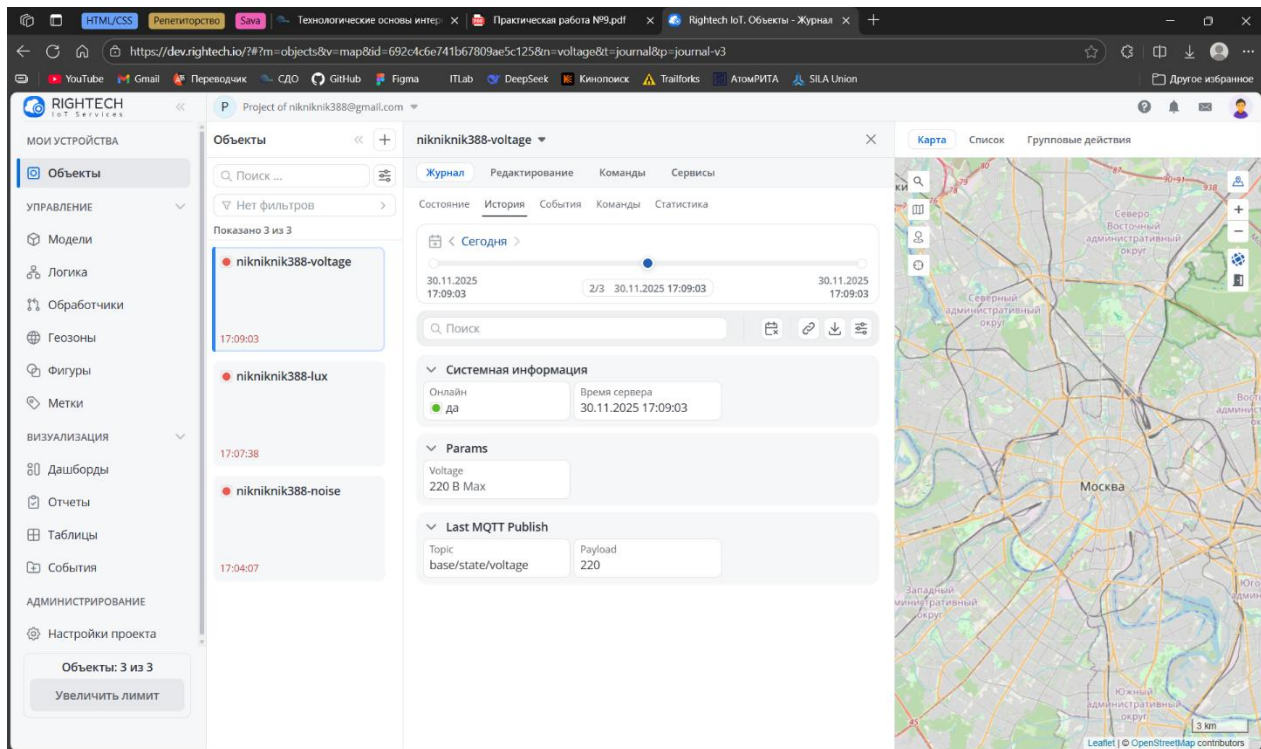 HTML/CSS Репетиторство Sava Технологические основы интер Практическая работа №9.pdf Rightech IoT. Объекты - Журнал
https://dev.rightech.io/?#?m=objects&v=map&id=692c4c6e741b67809ae5c125&n=voltage&t=journal&p=journal-v3
YouTube Gmail Переводчик СДО GitHub Figma ITLab DeepSeek Кинопоиск Trailforks АтомРИТА SILA Union Другое избранное
RIGHTECH
IoT Services
P Project of nikniknik388@gmail.com
МОИ УСТРОЙСТВА
Объекты
УПРАВЛЕНИЕ
Модели
Логика
Обработчики
Геозоны
Фигуры
Метки
ВИЗУАЛИЗАЦИЯ
Дашборды
Отчеты
Таблицы
События
АДМИНИСТРИРОВАНИЕ
Настройки проекта
Объекты: 3 из 3
Увеличить лимит
Объекты
Поиск ...
Нет фильтров
Показано 3 из 3
nikniknik388-voltage
17:09:03
nikniknik388-lux
17:07:38
nikniknik388-noise
17:04:07
nikniknik388-voltage
Журнал Редактирование Команды Сервисы
Состояние История События Команды Статистика
Сегодня
30.11.2025
17:09:03
2/3 30.11.2025 17:09:03
30.11.2025
17:09:03
Поиск
Системная информация
Онлайн
да
Время сервера
30.11.2025 17:09:03
Params
Voltage
220 В Max
Last MQTT Publish
Topic
base/state/voltage
Payload
220
Карта Список Групповые действия
Северо
Восточный
административный
округ
Северный
административный
округ
Москва
Западный
административный
округ
Южный
административный
округ
3 km
Leaflet | © OpenStreetMap contributors